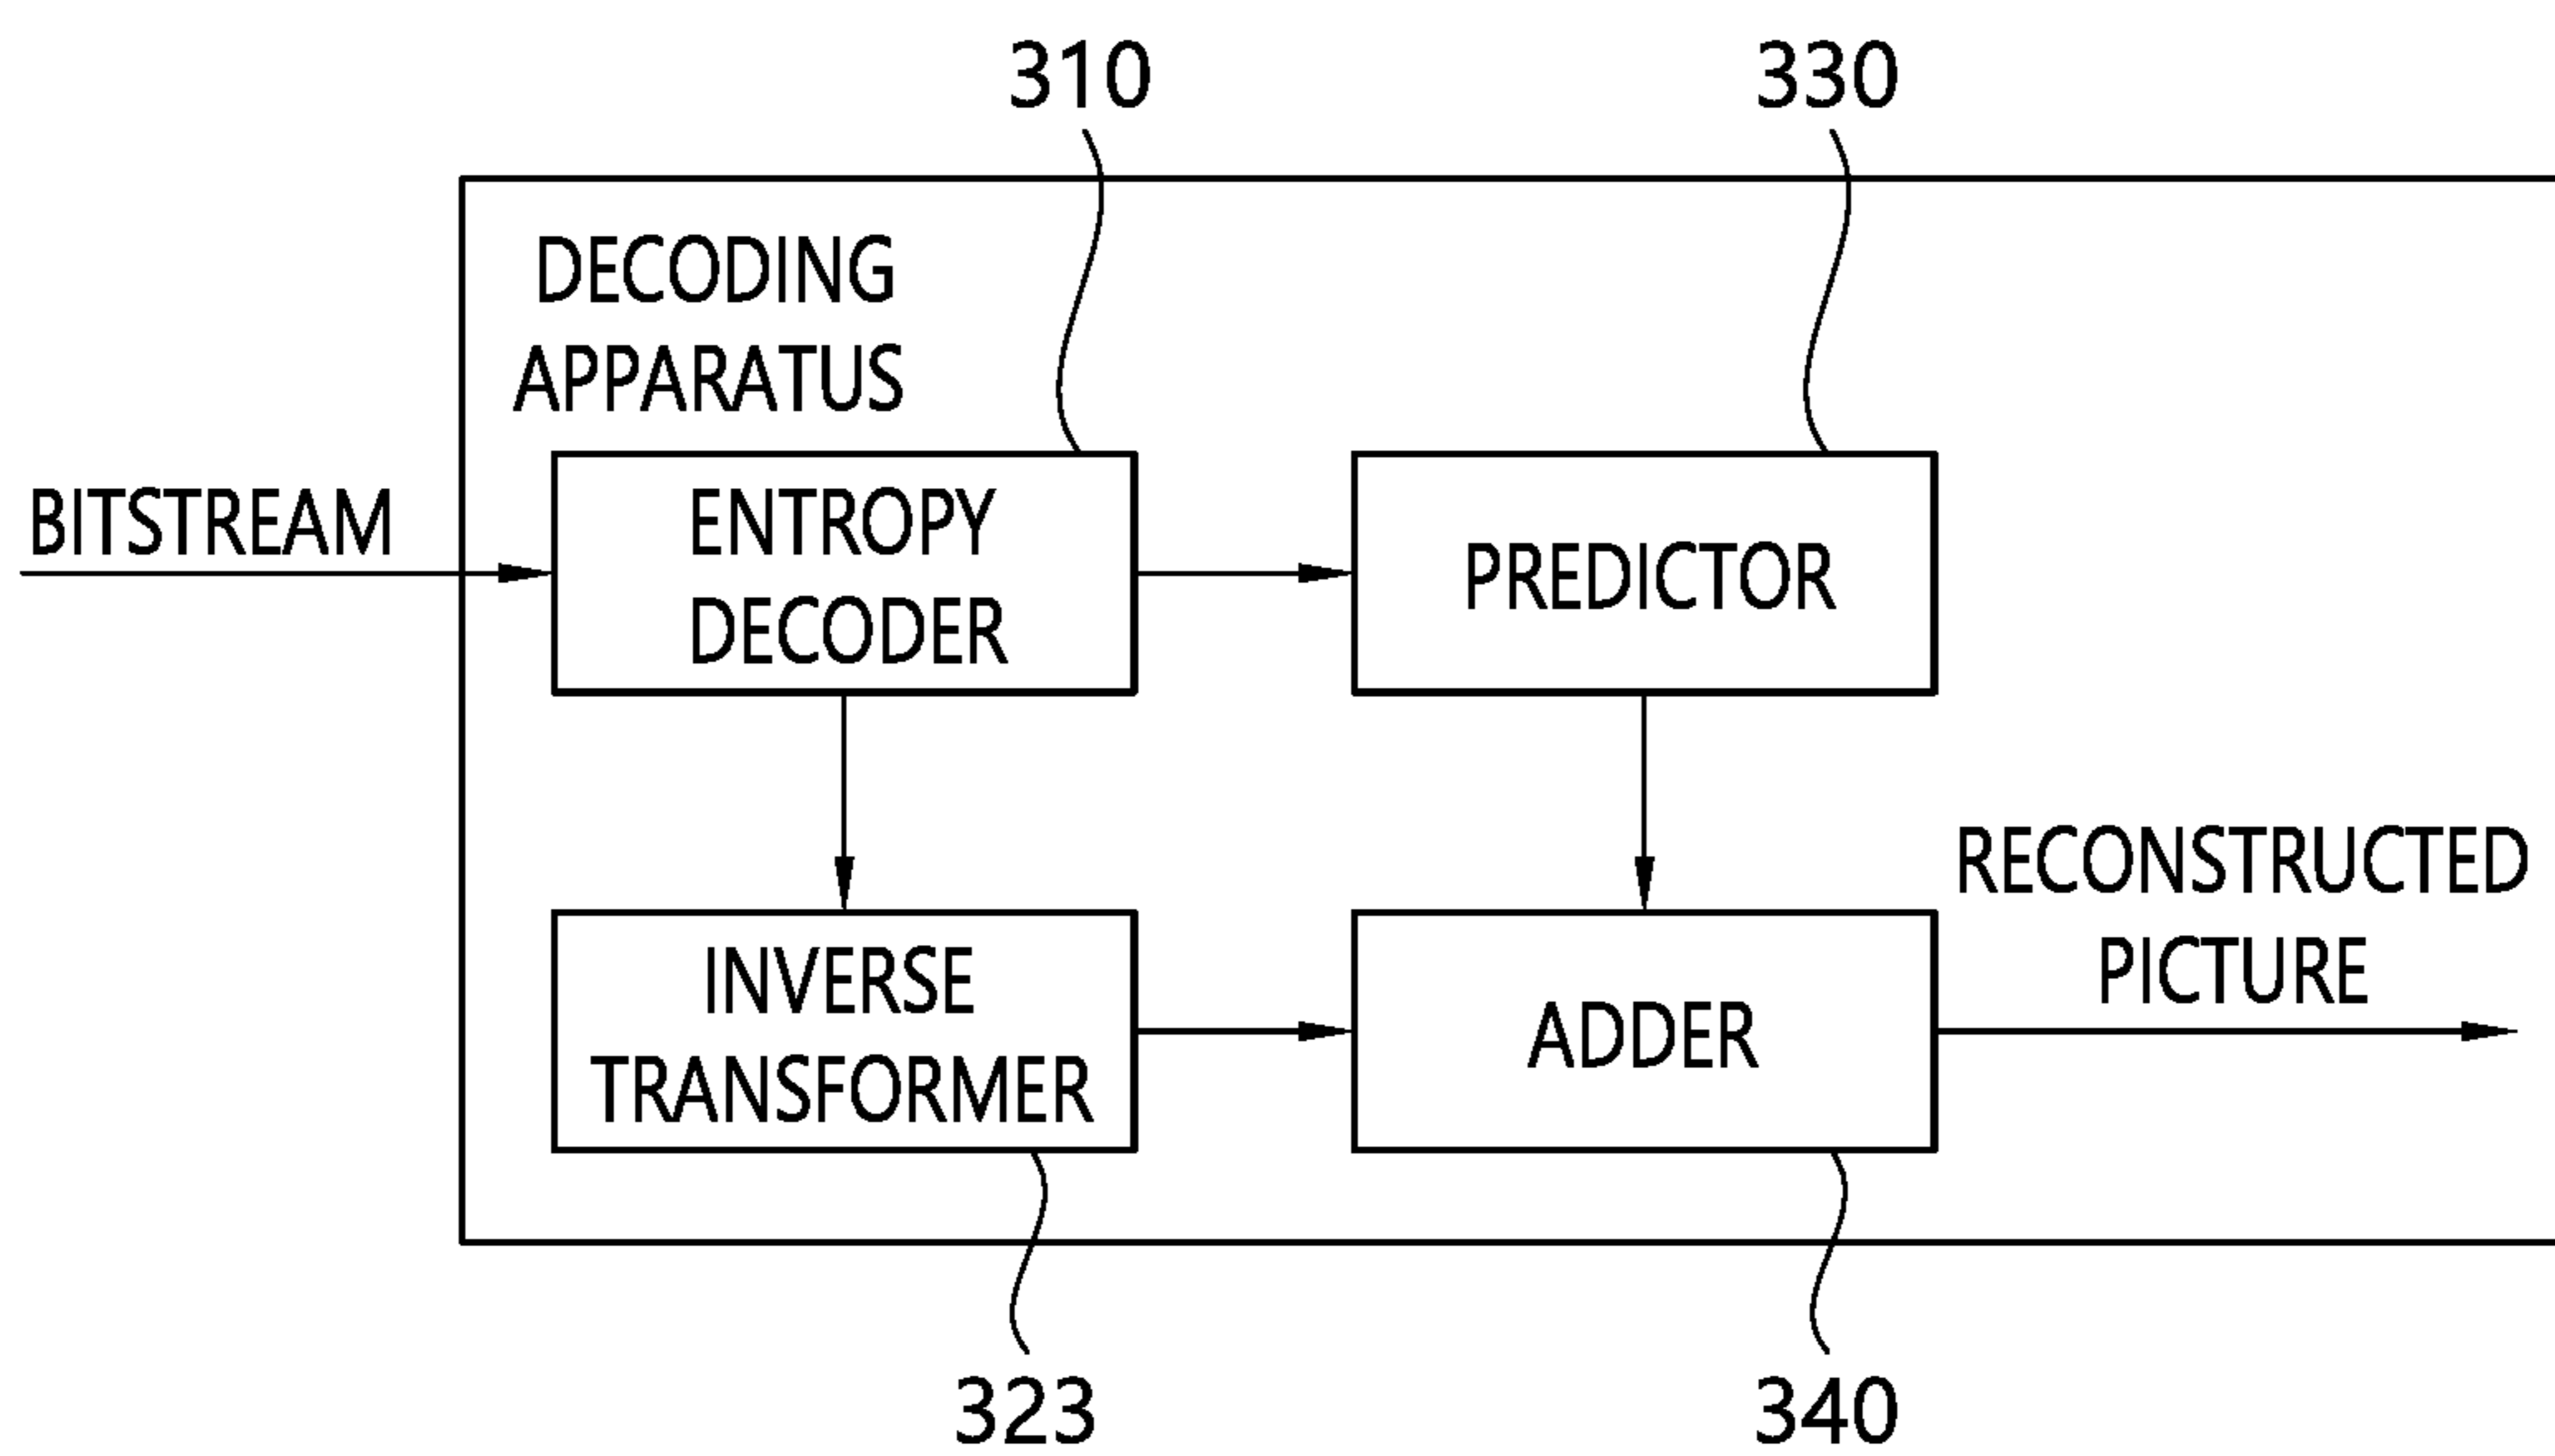 310
330
DECODING
APPARATUS
BITSTREAM
ENTROPY
DECODER
PREDICTOR
RECONSTRUCTED
PICTURE
INVERSE
TRANSFORMER
ADDER
323
340